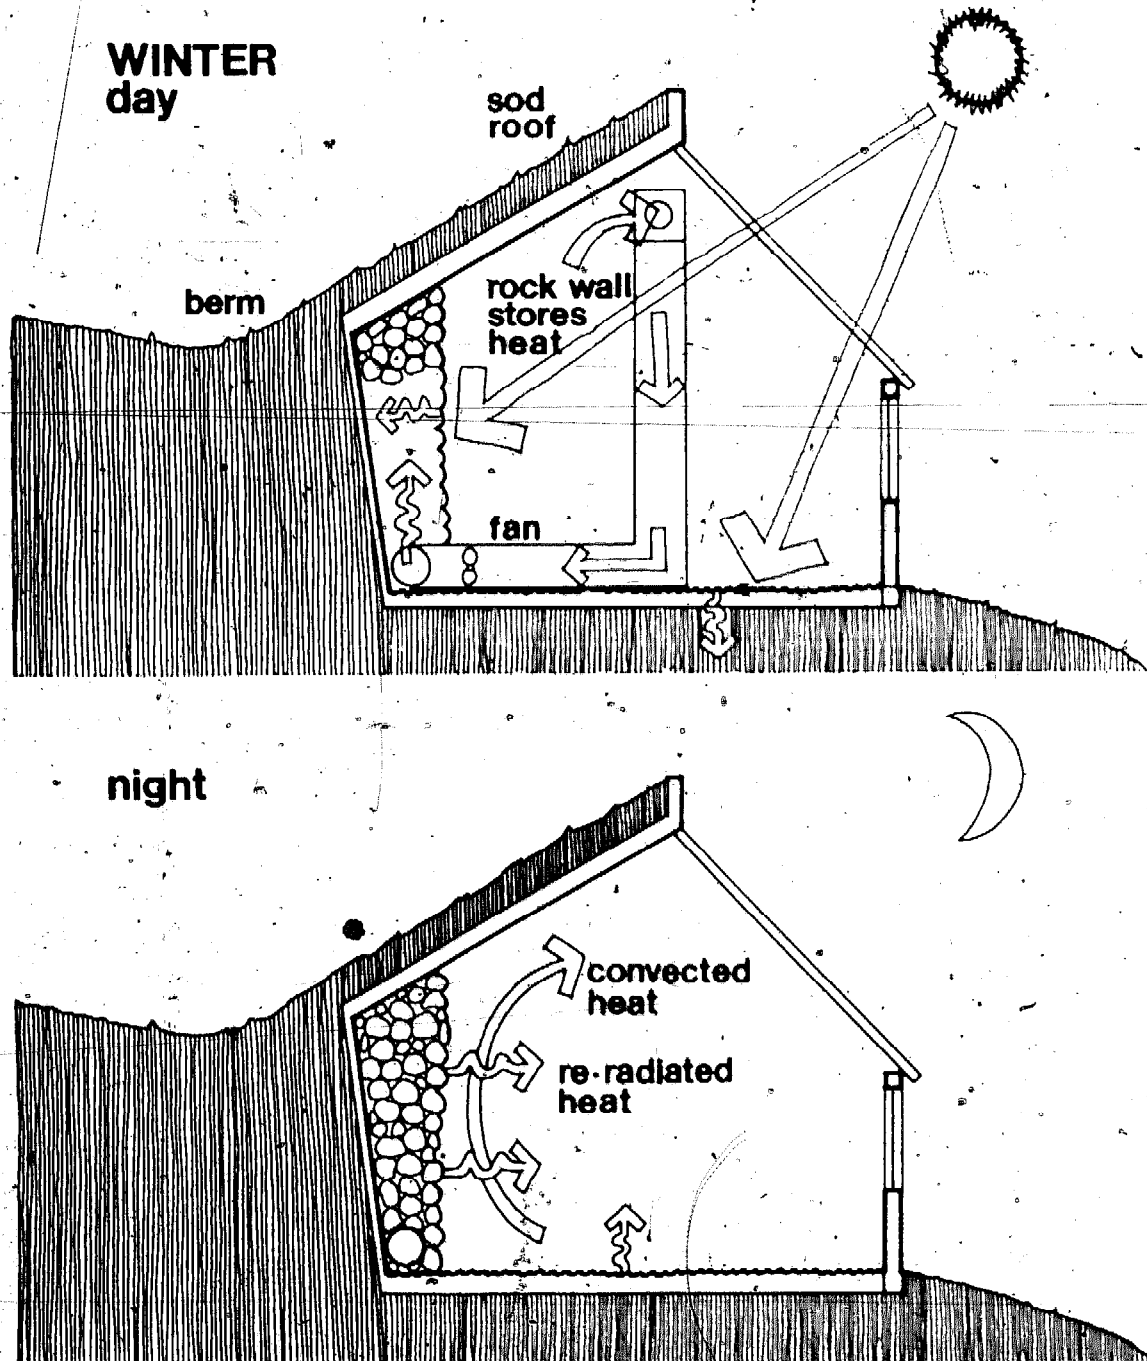 WINTER
day
sod
roof
berm
rock wall
stores
heat
fan
night
convected
heat
re-radiated
heat